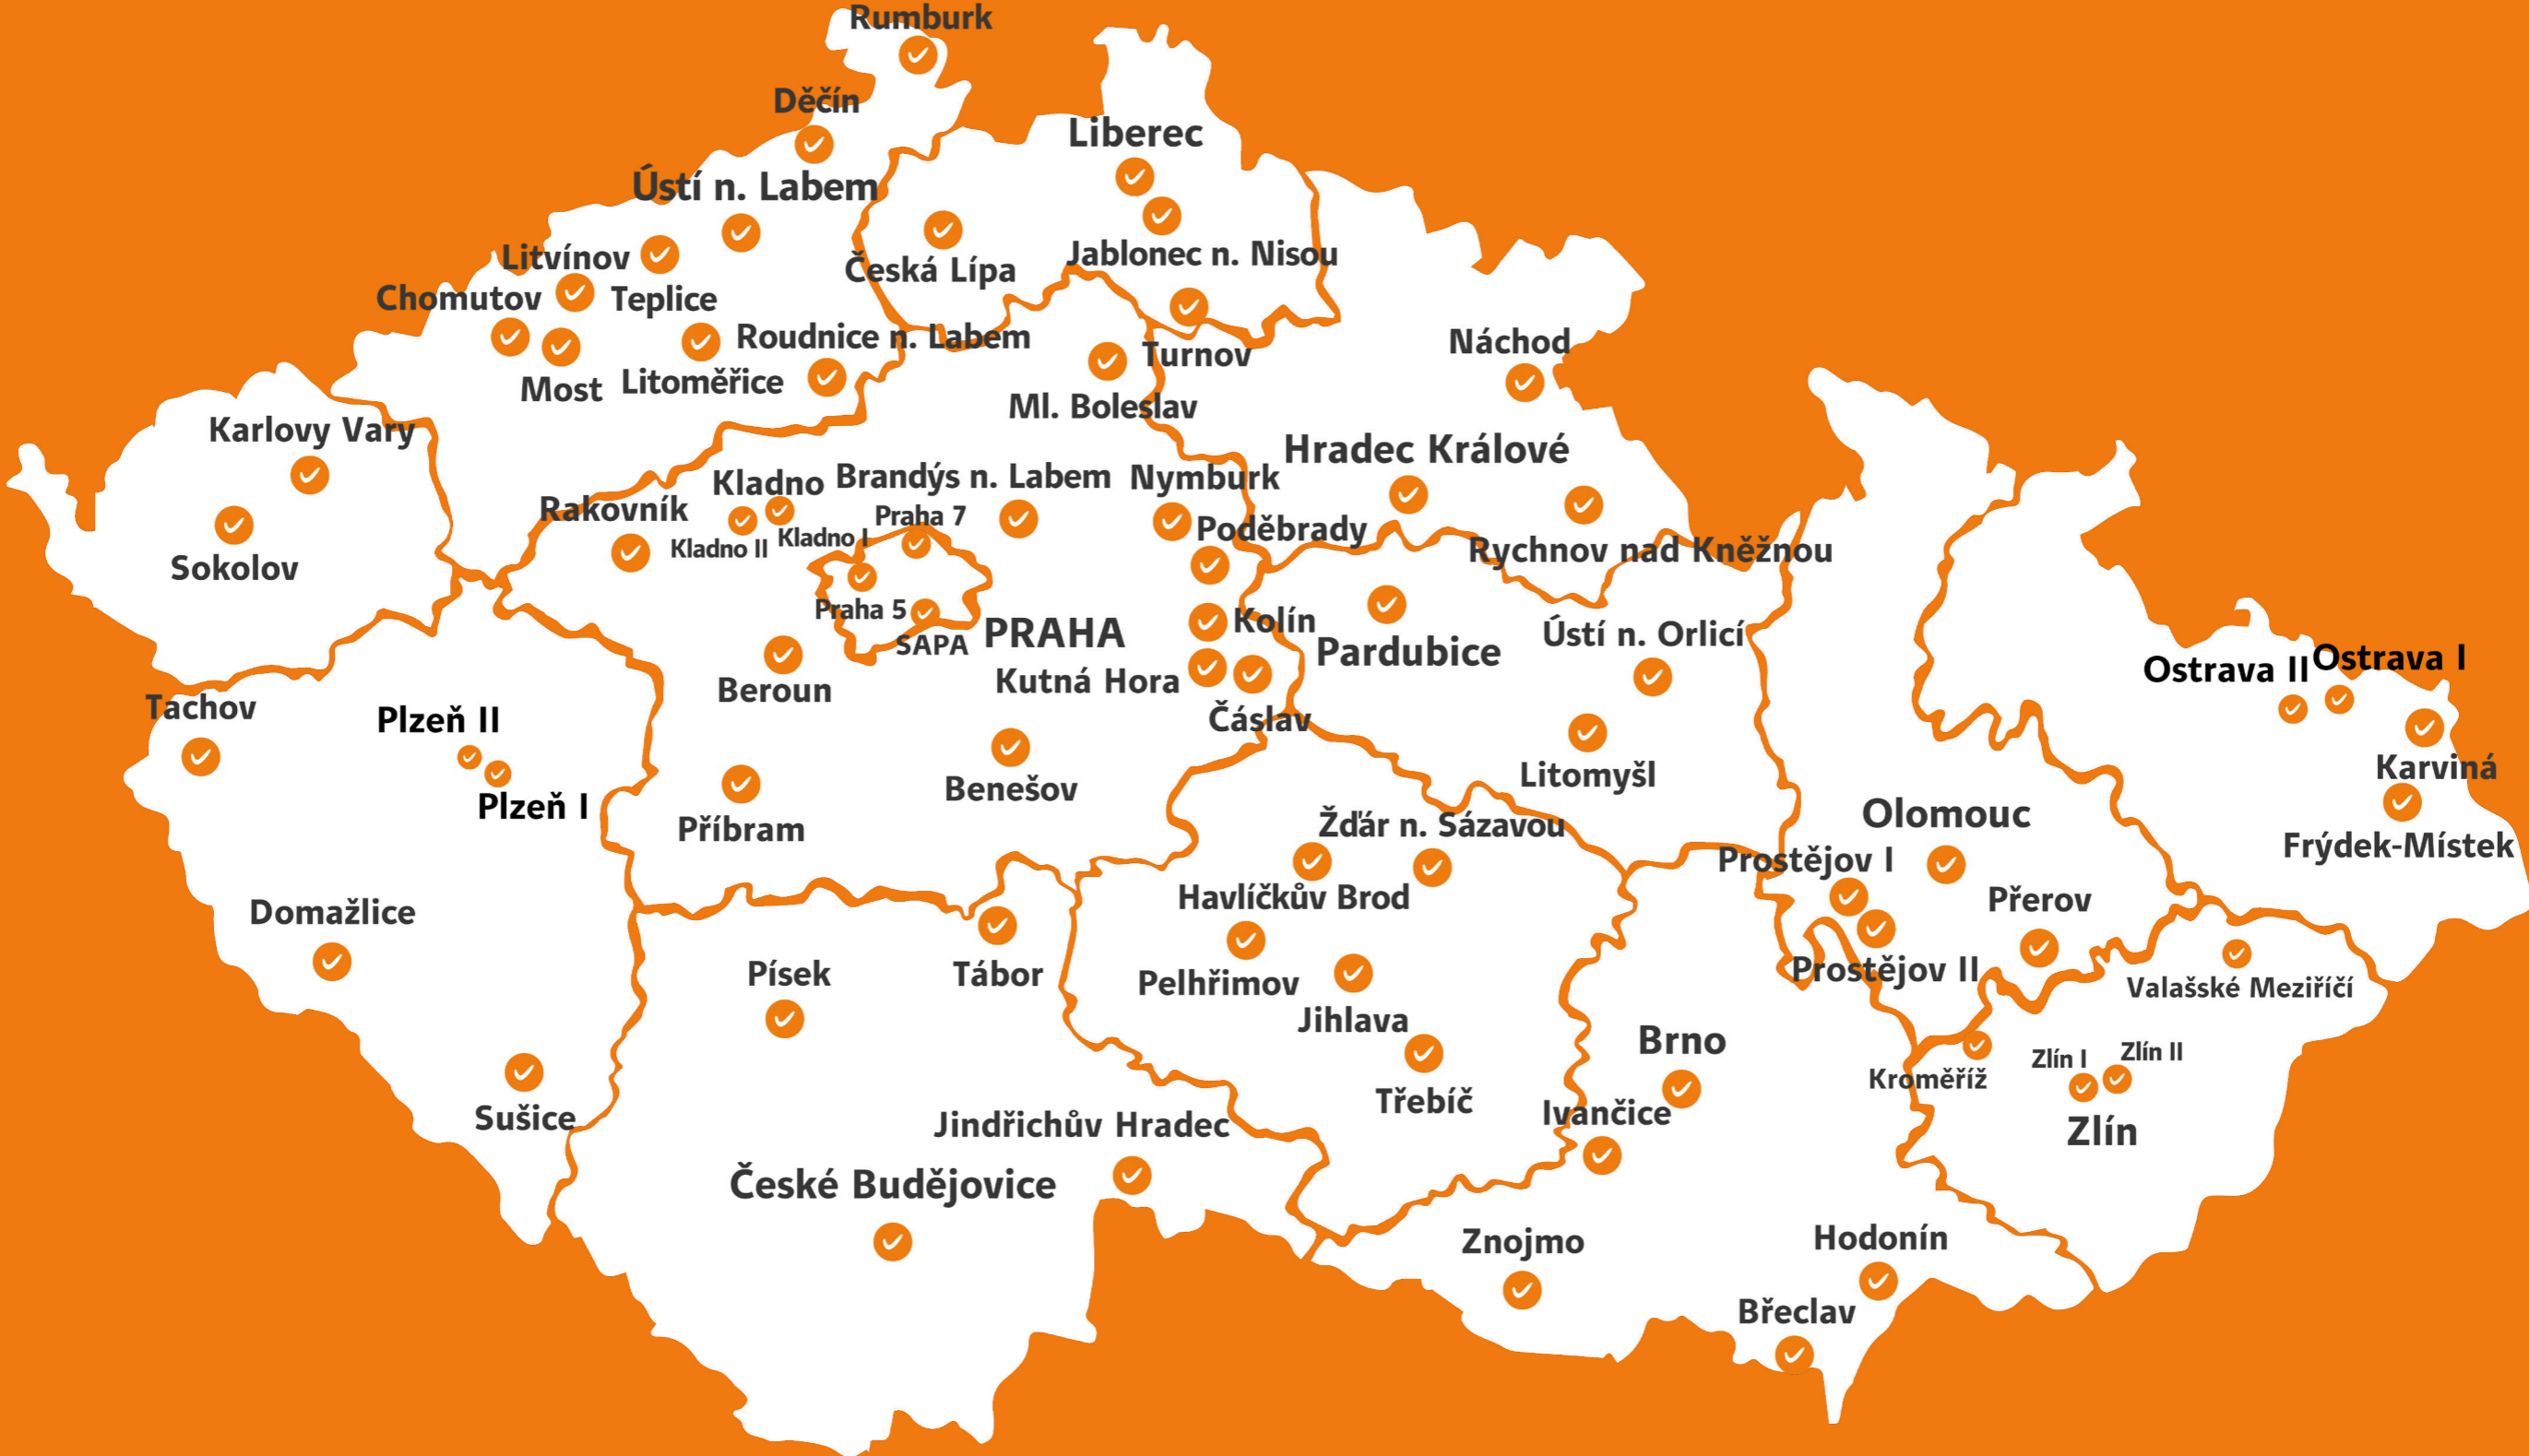 Rumburk
Děčín
Liberec
Ústí n. Labem
Litvínov
Česká Lípa
Jablonec n. Nisou
Chomutov
Teplice
Roudnice n. Labem
Turnov
Náchod
Most
Litoměřice
Ml. Boleslav
Karlovy Vary
Hradec Králové
Kladno
Brandýs n. Labem
Nymburk
Rakovník
Praha 7
Poděbrady
Kladno II
Kladno I
Rychnov nad Kněžnou
Sokolov
Praha 5
Kolín
SAPA
PRAHA
Ústí n. Orlicí
Pardubice
Ostrava II
Ostrava I
Beroun
Kutná Hora
Tachov
Plzeň II
Čáslav
Karviná
Benešov
Litomyšl
Plzeň I
Příbram
Žďár n. Sázavou
Olomouc
Frýdek-Místek
Prostějov I
Havlíčkův Brod
Přerov
Domažlice
Písek
Tábor
Pelhřimov
Prostějov II
Valašské Meziříčí
Jihlava
Brno
Zlín I
Zlín II
Kroměříž
Třebíč
Sušice
Ivančice
Jindřichův Hradec
Zlín
České Budějovice
Znojmo
Hodonín
Břeclav